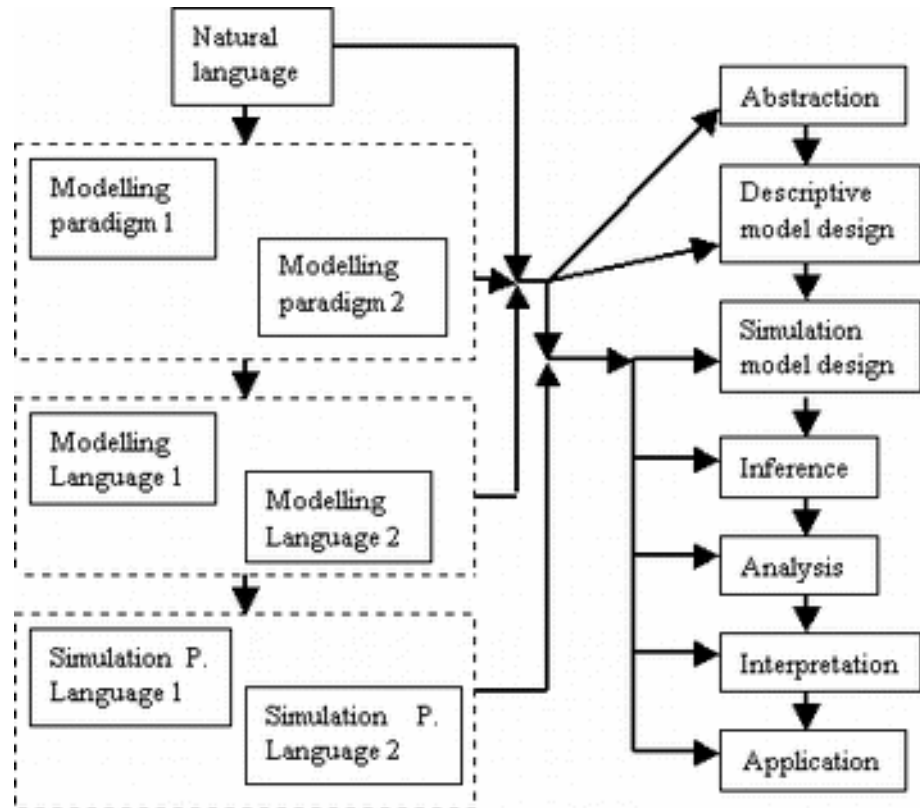 Natural
language
Modelling
paradigm 1
Modelling
paradigm 2
Modelling
Language 1
Modelling
Language 2
Simulation P.
Language 1
Simulation P.
Language 2
Abstraction
Descriptive
model design
Simulation
model design
Inference
Analysis
Interpretation
Application